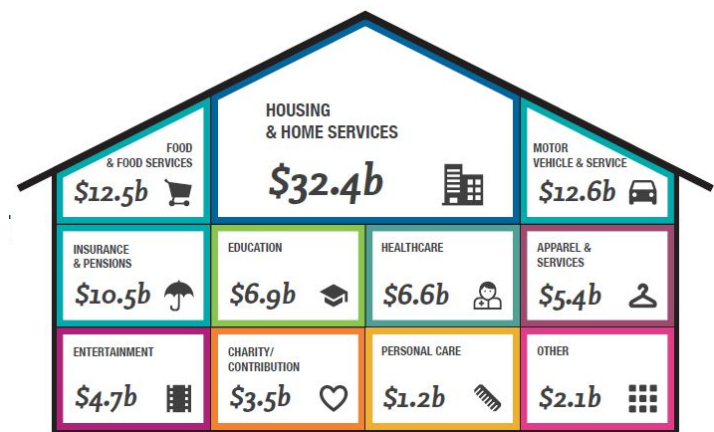 HOUSING
& HOME SERVICES
$32.4b
FOOD
& FOOD SERVICES
$12.5b
MOTOR
VEHICLE & SERVICE
$12.6b
INSURANCE
& PENSIONS
$10.5b
EDUCATION
$6.9b
HEALTHCARE
$6.6b
APPAREL &
SERVICES
$5.4b
ENTERTAINMENT
$4.7b
CHARITY/
CONTRIBUTION
$3.5b
PERSONAL CARE
$1.2b
OTHER
$2.1b